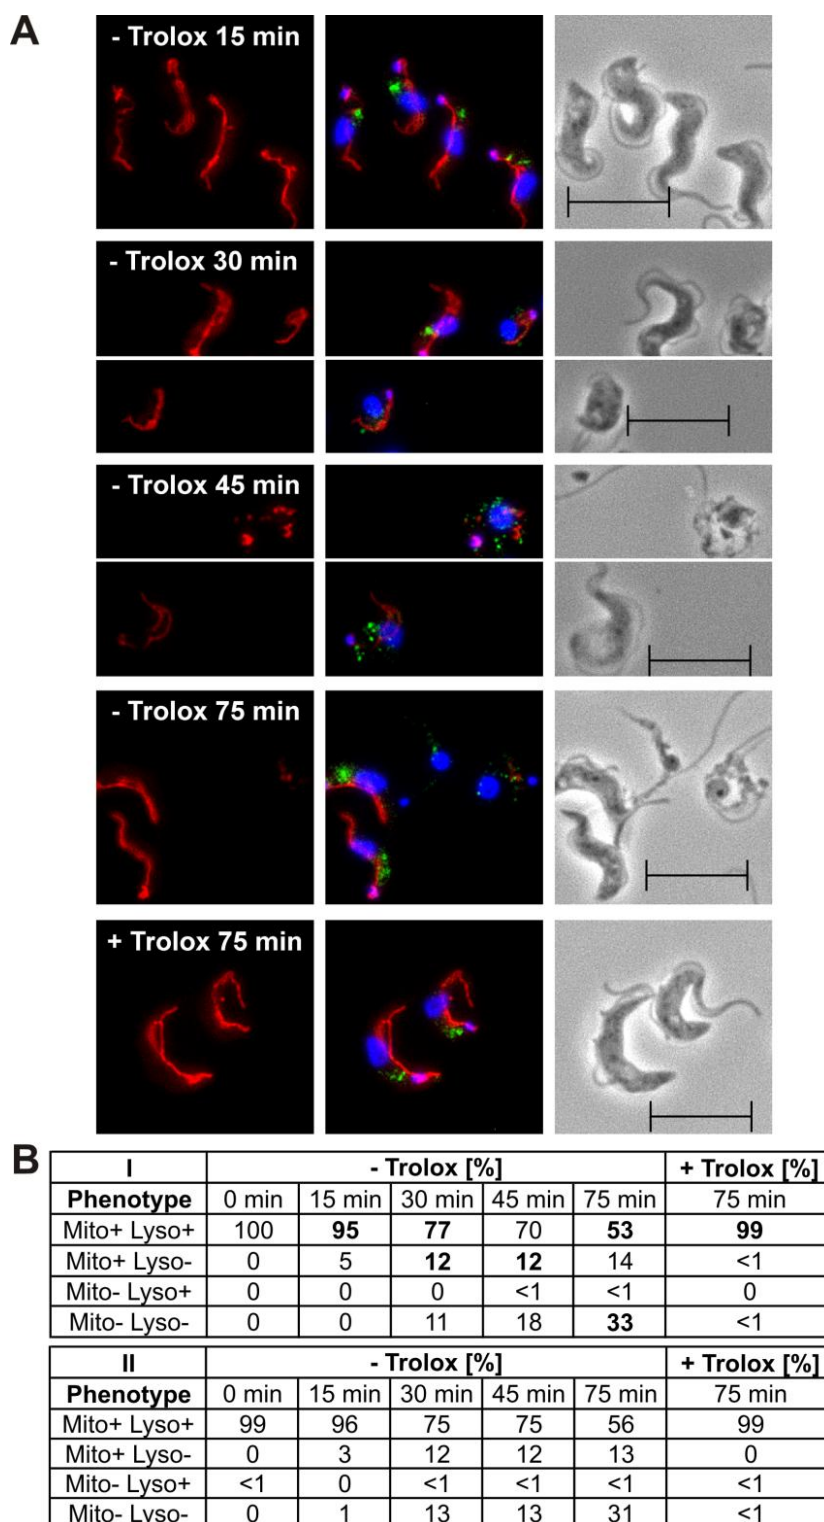 A
- Trolox 15 min
- Trolox 30 min
- Trolox 45 min
- Trolox 75 min
+ Trolox 75 min
B
I - Trolox [%] + Trolox [%]
Phenotype 0 min 15 min 30 min 45 min 75 min 75 min
Mito+ Lyso+ 100 95 77 70 53 99
Mito+ Lyso- 0 5 12 12 14 <1
Mito- Lyso+ 0 0 0 <1 <1 0
Mito- Lyso- 0 0 11 18 33 <1
II - Trolox [%] + Trolox [%]
Phenotype 0 min 15 min 30 min 45 min 75 min 75 min
Mito+ Lyso+ 99 96 75 75 56 99
Mito+ Lyso- 0 3 12 12 13 0
Mito- Lyso+ <1 0 <1 <1 <1 <1
Mito- Lyso- 0 1 13 13 31 <1